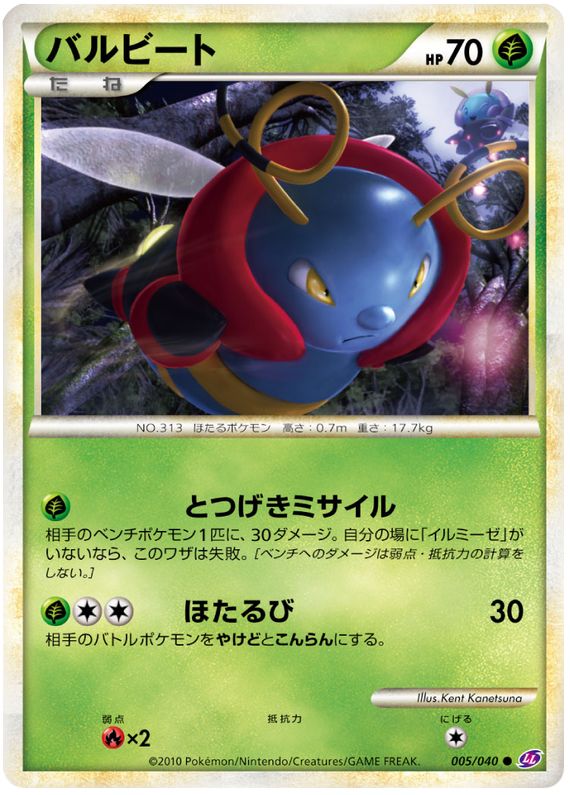 バルビート
HP70
たね
NO.313 ほたるポケモン 高さ:0.7m 重さ:17.7kg
とつげきミサイル
相手のベンチポケモン1匹に、30ダメージ。自分の場に「イルミーゼ」が
いないなら、このワザは失敗。[ベンチへのダメージは弱点・抵抗力の計算を
しない。]
ほたるび 30
相手のバトルポケモンをやけどとこんらんにする。
Illus.Kent Kanetsuna
弱点 抵抗力 にげる
×2
©2010 Pokémon/Nintendo/Creatures/GAME FREAK. 005/040 ● LL